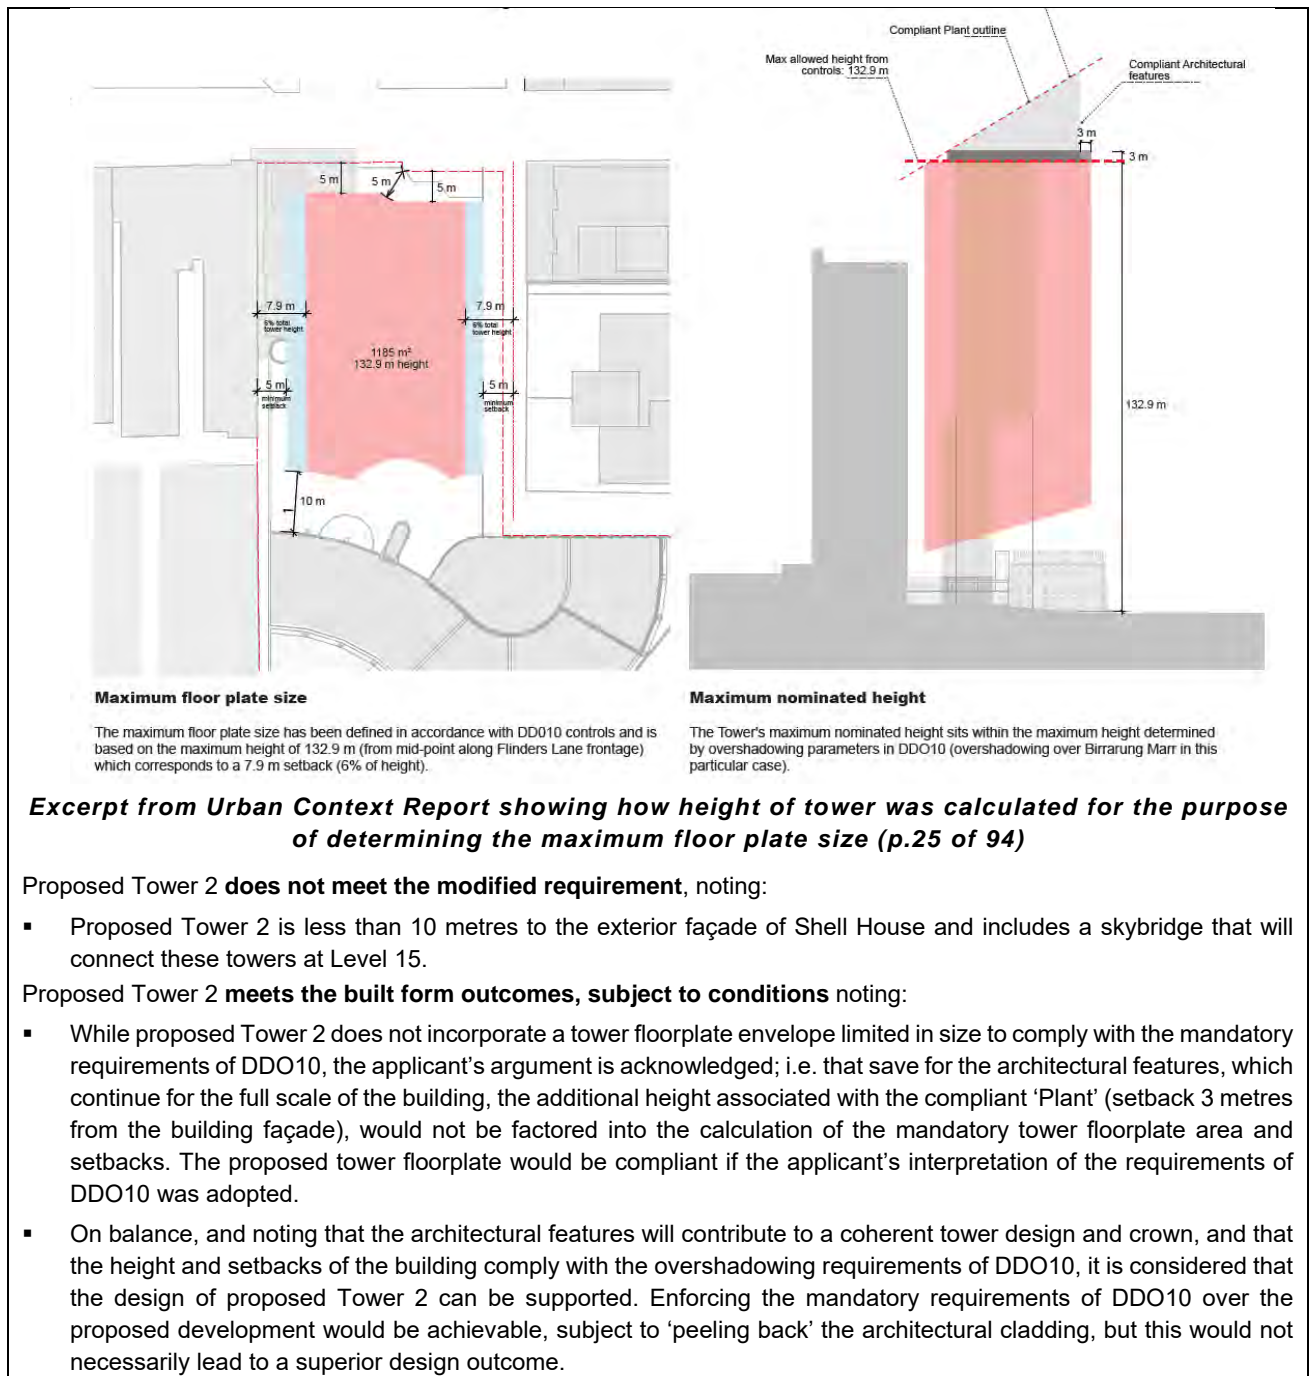 Compliant Plant outline
Max allowed height from
controls: 132.9 m
Compliant Architectural
features
3 m
3 m
132.9 m
5 m
5 m
5 m
7.9 m
6% total
tower height
7.9 m
6% total
tower height
1185 m²
132.9 m height
5 m
minimum
setback
5 m
minimum
setback
10 m
Maximum floor plate size
The maximum floor plate size has been defined in accordance with DD010 controls and is
based on the maximum height of 132.9 m (from mid-point along Flinders Lane frontage)
which corresponds to a 7.9 m setback (6% of height).
Maximum nominated height
The Tower's maximum nominated height sits within the maximum height determined
by overshadowing parameters in DDO10 (overshadowing over Birrarung Marr in this
particular case).
Excerpt from Urban Context Report showing how height of tower was calculated for the purpose
of determining the maximum floor plate size (p.25 of 94)
Proposed Tower 2 does not meet the modified requirement, noting:
▪ Proposed Tower 2 is less than 10 metres to the exterior façade of Shell House and includes a skybridge that will
connect these towers at Level 15.
Proposed Tower 2 meets the built form outcomes, subject to conditions noting:
▪ While proposed Tower 2 does not incorporate a tower floorplate envelope limited in size to comply with the mandatory
requirements of DDO10, the applicant's argument is acknowledged; i.e. that save for the architectural features, which
continue for the full scale of the building, the additional height associated with the compliant 'Plant' (setback 3 metres
from the building façade), would not be factored into the calculation of the mandatory tower floorplate area and
setbacks. The proposed tower floorplate would be compliant if the applicant's interpretation of the requirements of
DDO10 was adopted.
▪ On balance, and noting that the architectural features will contribute to a coherent tower design and crown, and that
the height and setbacks of the building comply with the overshadowing requirements of DDO10, it is considered that
the design of proposed Tower 2 can be supported. Enforcing the mandatory requirements of DDO10 over the
proposed development would be achievable, subject to 'peeling back' the architectural cladding, but this would not
necessarily lead to a superior design outcome.